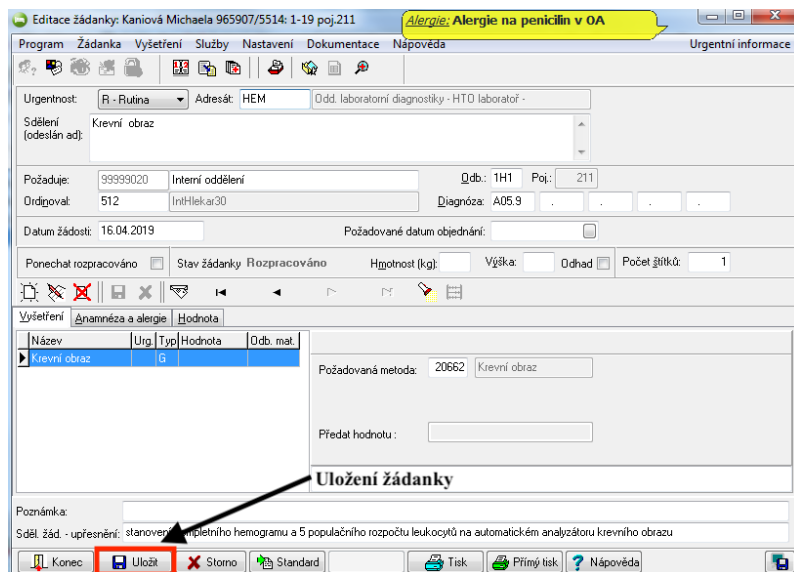 Editace žádanky: Kaniová Michaela 965907/5514: 1-19 poj.211
Alergie: Alergie na penicilin v OA
Program Žádanka Vyšetření Služby Nastavení Dokumentace Nápověda Urgentní informace
Urgentnost: R - Rutina Adresát: HEM Odd. laboratorní diagnostiky - HTO laboratoř -
Sdělení Krevní obraz
(odeslán ad):
Požaduje: 99999020 Interní oddělení Odb.: 1H1 Poj.: 211
Ordinoval: 512 IntHlekar30 Diagnóza: A05.9 . . . .
Datum žádosti: 16.04.2019 Požadované datum objednání:
Ponechat rozpracováno Stav žádanky Rozpracováno Hmotnost (kg): Výška: Odhad Počet štítků: 1
Vyšetření Anamnéza a alergie Hodnota
Název Urg. Typ Hodnota Odb. mat.
Krevní obraz G
Požadovaná metoda: 20662 Krevní obraz
Předat hodnotu :
Uložení žádanky
Poznámka:
Sděl. žád. - upřesnění: stanovení kompletního hemogramu a 5 populačního rozpočtu leukocytů na automatickém analyzátoru krevního obrazu
Konec Uložit Storno Standard Tisk Přímý tisk Nápověda